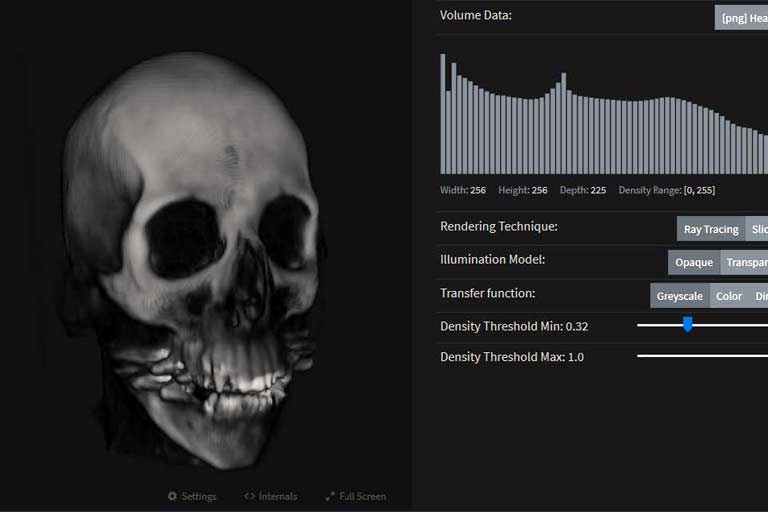 Volume Data:
[png] Hea
Width: 256 Height: 256 Depth: 225 Density Range: [0, 255]
Rendering Technique:
Ray Tracing Slic
Illumination Model:
Opaque Transpar
Transfer function:
Greyscale Color Dir
Density Threshold Min: 0.32
Density Threshold Max: 1.0
Settings <> Internals Full Screen